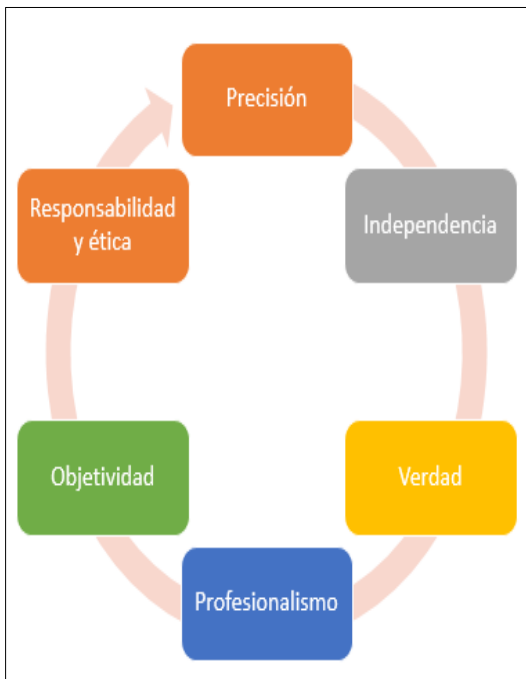 Precisión
Independencia
Verdad
Profesionalismo
Objetividad
Responsabilidad
y ética